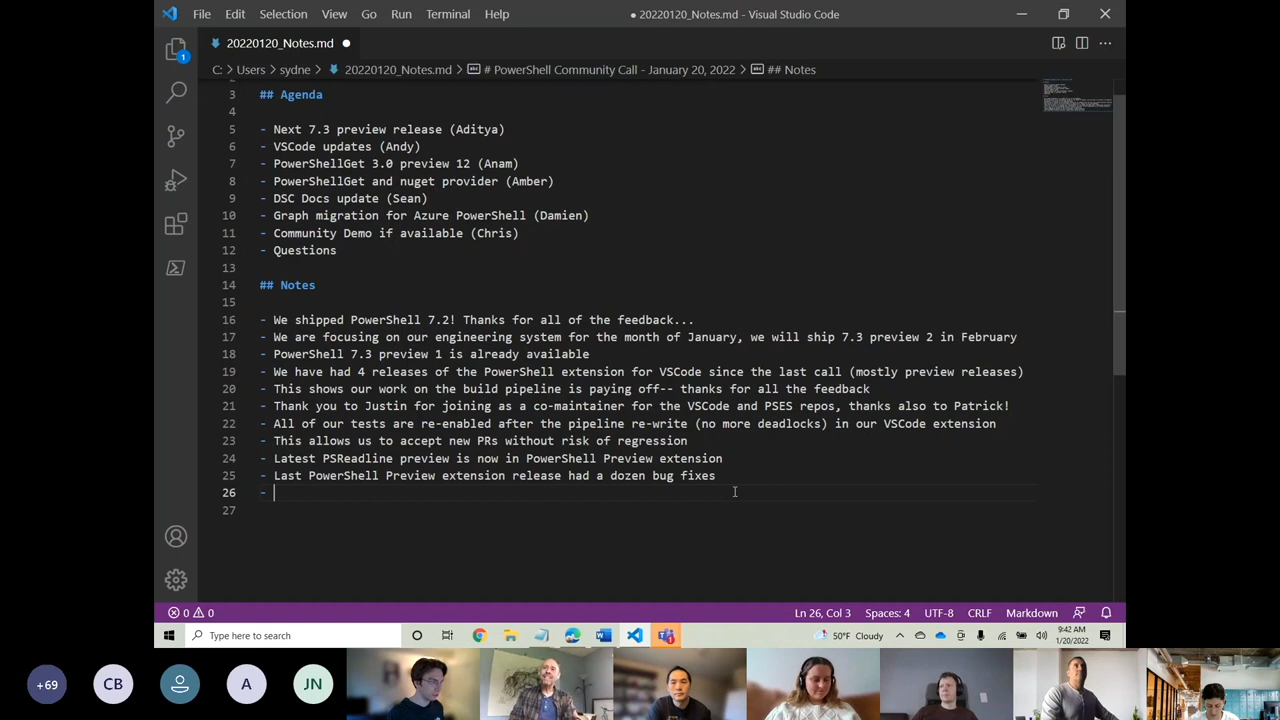 File Edit Selection View Go Run Terminal Help
● 20220120_Notes.md - Visual Studio Code
20220120_Notes.md ●
C: > Users > sydne > 20220120_Notes.md > # PowerShell Community Call - January 20, 2022 > ## Notes
1
3 ## Agenda
4
5 - Next 7.3 preview release (Aditya)
6 - VSCode updates (Andy)
7 - PowerShellGet 3.0 preview 12 (Anam)
8 - PowerShellGet and nuget provider (Amber)
9 - DSC Docs update (Sean)
10 - Graph migration for Azure PowerShell (Damien)
11 - Community Demo if available (Chris)
12 - Questions
13
14 ## Notes
15
16 - We shipped PowerShell 7.2! Thanks for all of the feedback...
17 - We are focusing on our engineering system for the month of January, we will ship 7.3 preview 2 in February
18 - PowerShell 7.3 preview 1 is already available
19 - We have had 4 releases of the PowerShell extension for VSCode since the last call (mostly preview releases)
20 - This shows our work on the build pipeline is paying off-- thanks for all the feedback
21 - Thank you to Justin for joining as a co-maintainer for the VSCode and PSES repos, thanks also to Patrick!
22 - All of our tests are re-enabled after the pipeline re-write (no more deadlocks) in our VSCode extension
23 - This allows us to accept new PRs without risk of regression
24 - Latest PSReadline preview is now in PowerShell Preview extension
25 - Last PowerShell Preview extension release had a dozen bug fixes
26 -
27
0 0 Ln 26, Col 3 Spaces: 4 UTF-8 CRLF Markdown
Type here to search
50°F Cloudy
9:42 AM
1/20/2022
+69 CB A JN